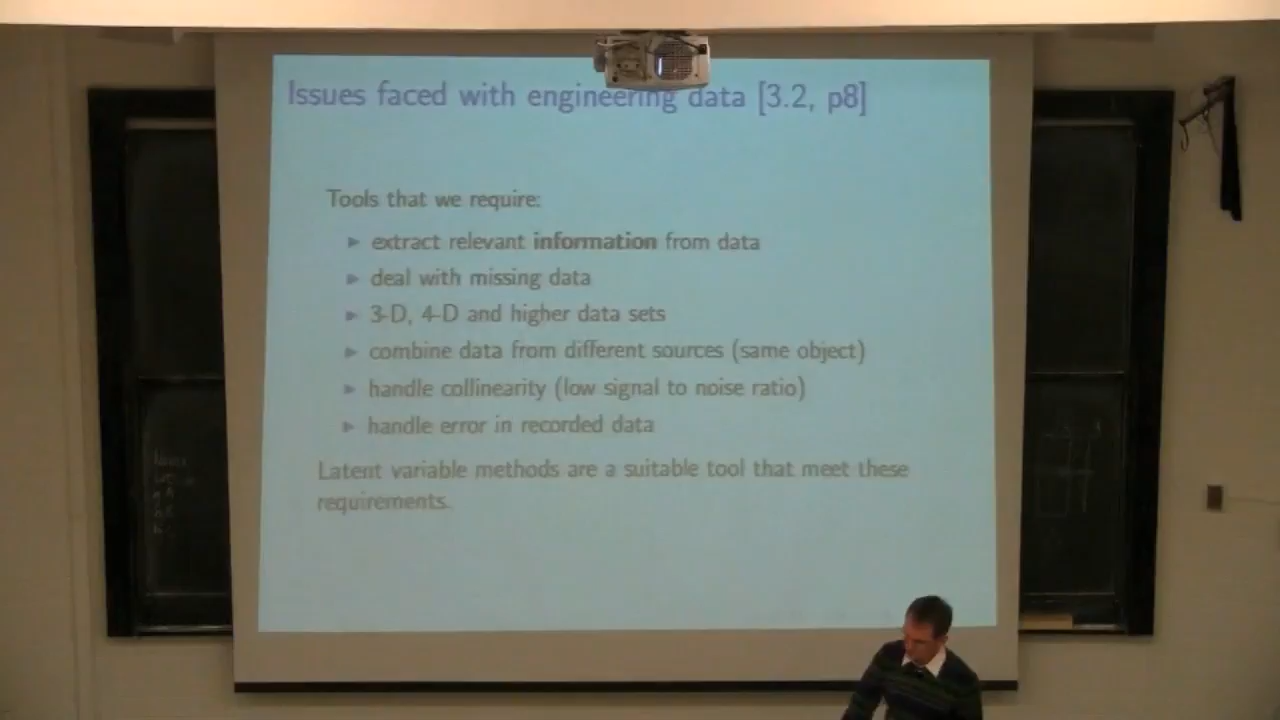 Issues faced with engineering data [3.2, p8]
Tools that we require:
▶ extract relevant information from data
▶ deal with missing data
▶ 3-D, 4-D and higher data sets
▶ combine data from different sources (same object)
▶ handle collinearity (low signal to noise ratio)
▶ handle error in recorded data
Latent variable methods are a suitable tool that meet these
requirements.